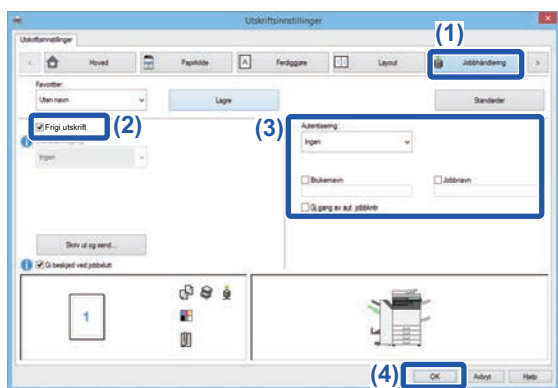 Utskriftsinnstillinger
Utskriftsinnstillinger
(1)
Hoved
Papirkilde
Ferdiggjøre
Layout
Jobbhåndtering
Favoritter:
Uten navn
Lagre
Standarder
Frigi utskrift
(2)
(3)
Autentisering:
Ingen
Ingen
Brukernavn
Jobbnavn
Skriv ut og send...
Gi beskjed ved jobbslutt
1
(4)
OK
Avbryt
Hjelp